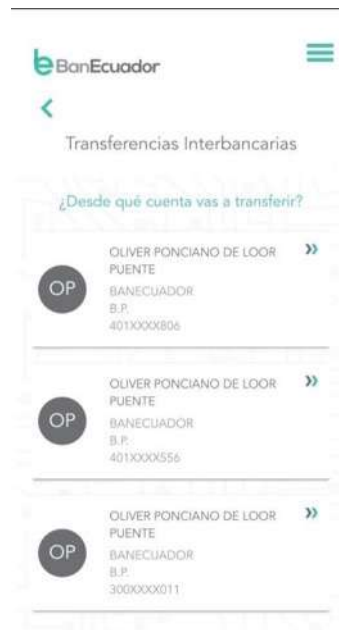 BanEcuador
Transferencias Interbancarias
¿Desde qué cuenta vas a transferir?
OLIVER PONCIANO DE LOOR
PUENTE
OP
BANECUADOR
B.P.
401XXXX806
OLIVER PONCIANO DE LOOR
PUENTE
OP
BANECUADOR
B.P.
401XXXX556
OLIVER PONCIANO DE LOOR
PUENTE
OP
BANECUADOR
B.P.
300XXXX011